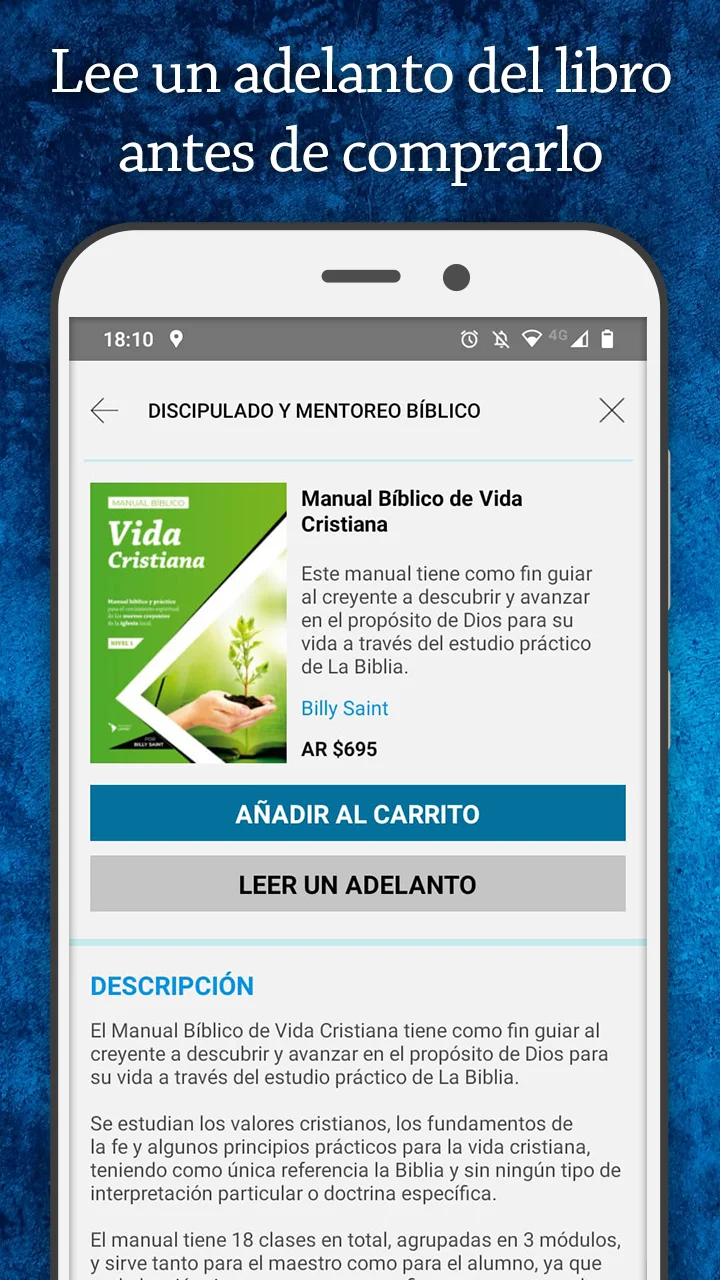 Lee un adelanto del libro
antes de comprarlo
18:10
4G
DISCIPULADO Y MENTOREO BÍBLICO
MANUAL BÍBLICO
Vida
Cristiana
Manual bíblico y práctico
para el crecimiento espiritual
de los nuevos creyentes
de la iglesia local.
NIVEL 1
POR
BILLY SAINT
Manual Bíblico de Vida
Cristiana
Este manual tiene como fin guiar
al creyente a descubrir y avanzar
en el propósito de Dios para su
vida a través del estudio práctico
de La Biblia.
Billy Saint
AR $695
AÑADIR AL CARRITO
LEER UN ADELANTO
DESCRIPCIÓN
El Manual Bíblico de Vida Cristiana tiene como fin guiar al
creyente a descubrir y avanzar en el propósito de Dios para
su vida a través del estudio práctico de La Biblia.
Se estudian los valores cristianos, los fundamentos de
la fe y algunos principios prácticos para la vida cristiana,
teniendo como única referencia la Biblia y sin ningún tipo de
interpretación particular o doctrina específica.
El manual tiene 18 clases en total, agrupadas en 3 módulos,
y sirve tanto para el maestro como para el alumno, ya que